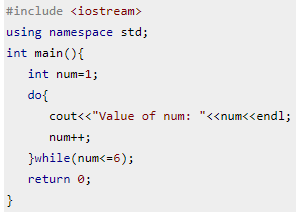 #include <iostream>
using namespace std;
int main(){
   int num=1;
   do{
      cout<<"Value of num: "<<num<<endl;
      num++;
   }while(num<=6);
   return 0;
}